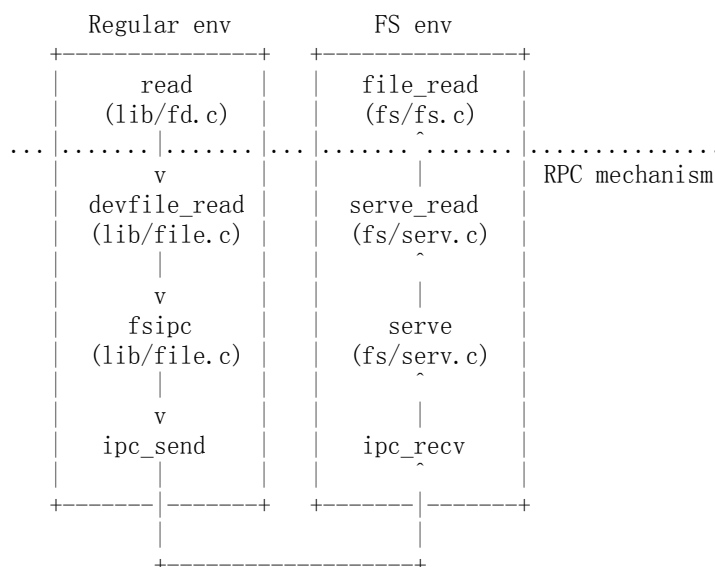 Regular env FS env
read file_read
(lib/fd.c) (fs/fs.c)
RPC mechanism
devfile_read serve_read
(lib/file.c) (fs/serv.c)
fsipc serve
(lib/file.c) (fs/serv.c)
ipc_send ipc_recv